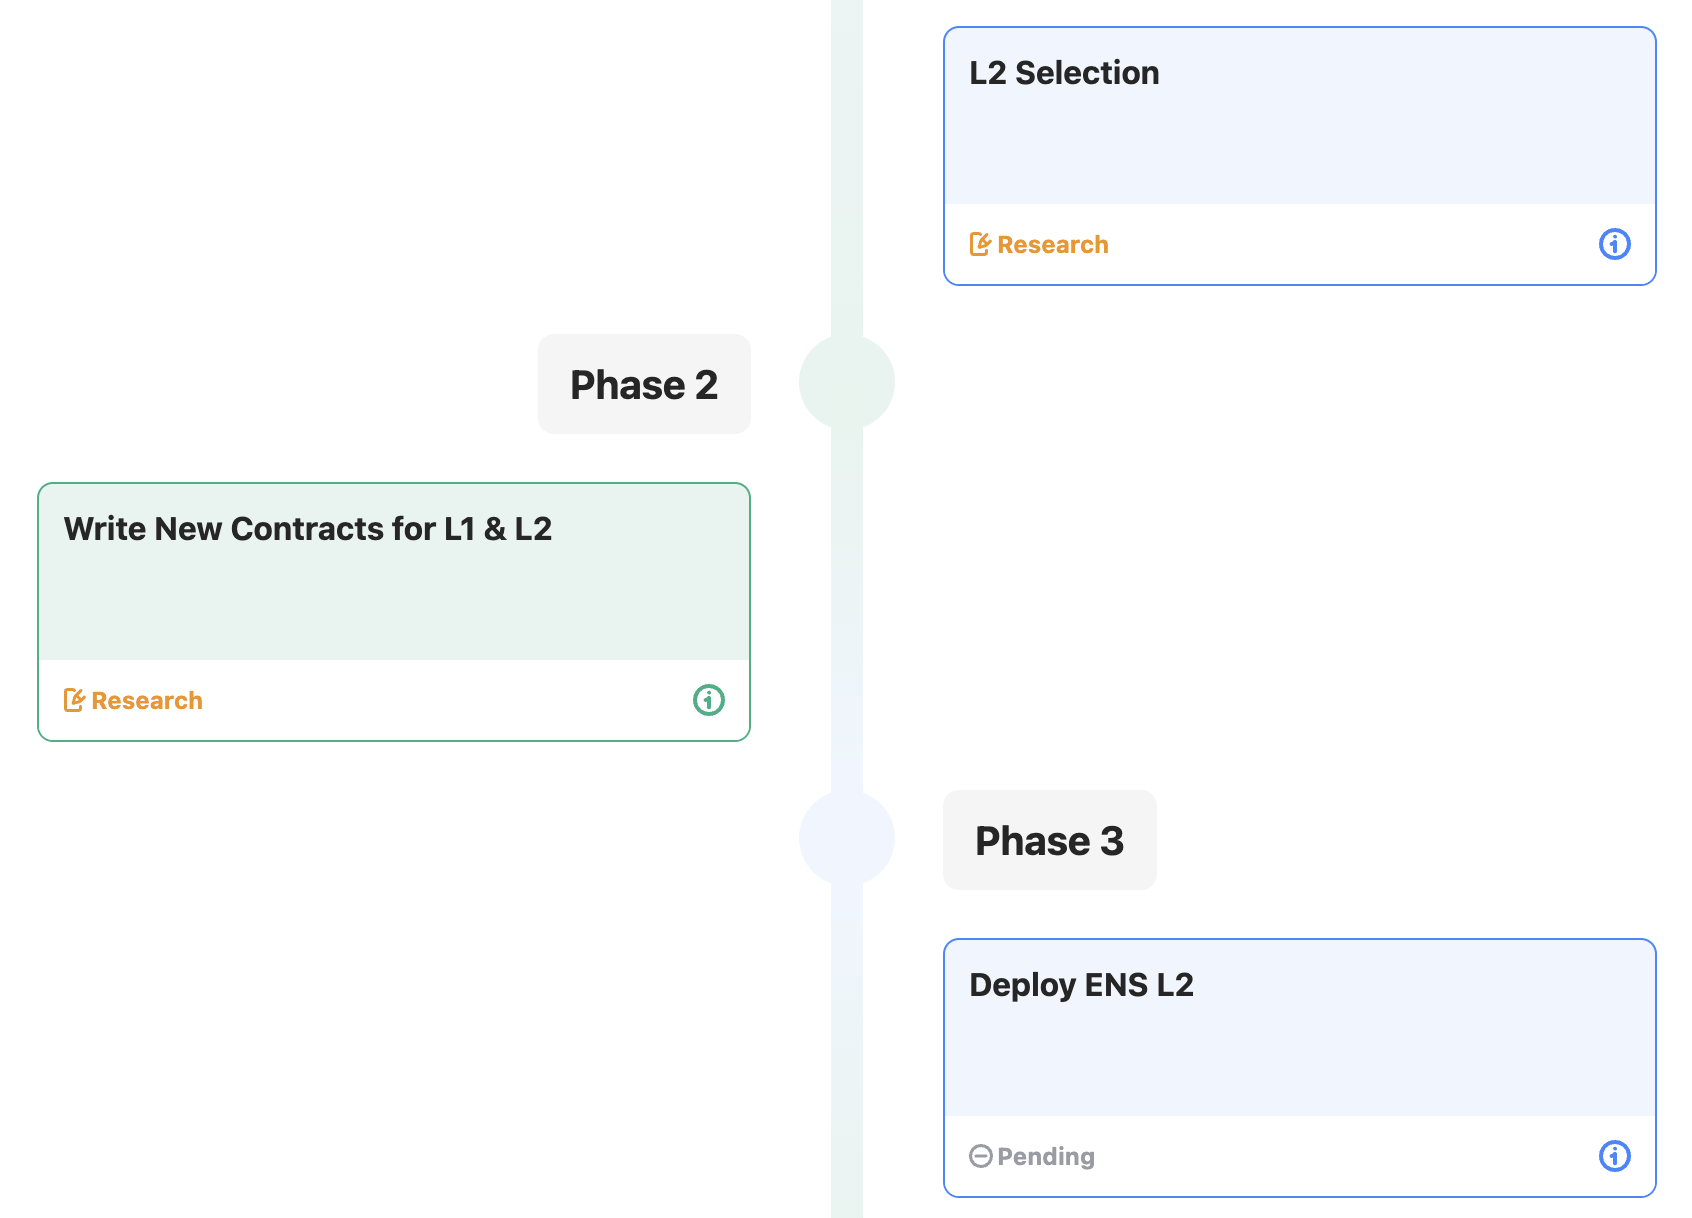 L2 Selection
Research
Phase 2
Write New Contracts for L1 & L2
Research
Phase 3
Deploy ENS L2
Pending